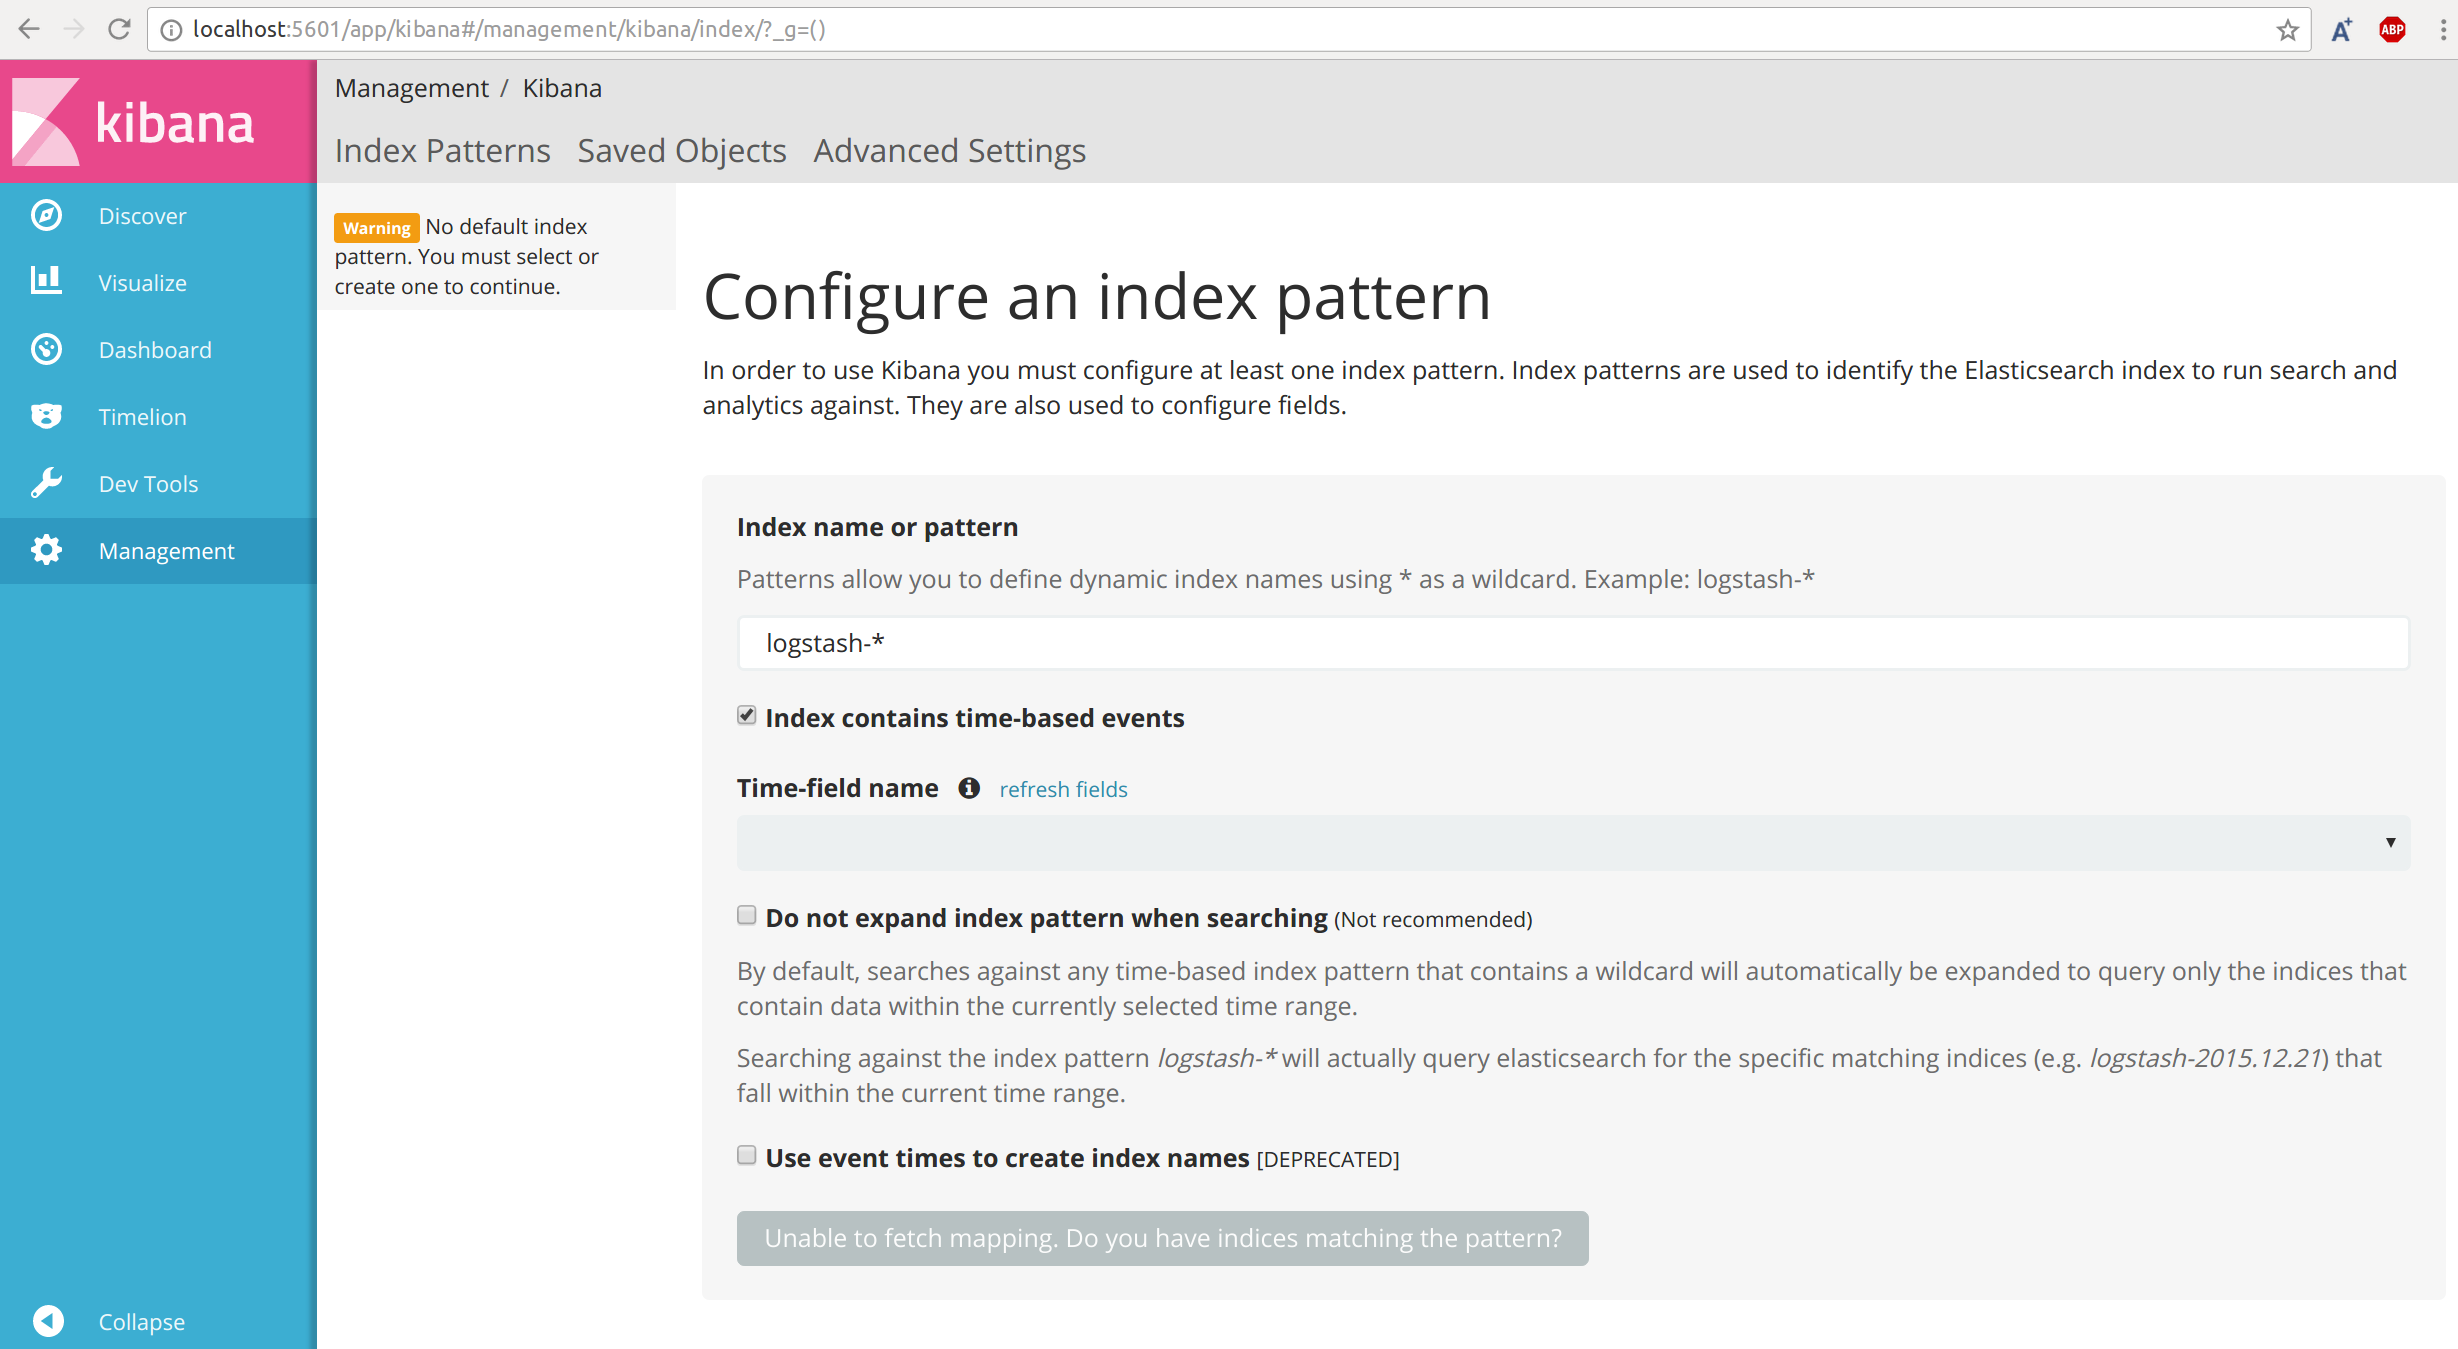 localhost:5601/app/kibana#/management/kibana/index/?_g=()
A+
ABP
kibana
Management / Kibana
Index Patterns Saved Objects Advanced Settings
Discover
Visualize
Dashboard
Timelion
Dev Tools
Management
Collapse
Warning No default index
pattern. You must select or
create one to continue.
Configure an index pattern
In order to use Kibana you must configure at least one index pattern. Index patterns are used to identify the Elasticsearch index to run search and
analytics against. They are also used to configure fields.
Index name or pattern
Patterns allow you to define dynamic index names using * as a wildcard. Example: logstash-*
logstash-*
Index contains time-based events
Time-field name refresh fields
Do not expand index pattern when searching (Not recommended)
By default, searches against any time-based index pattern that contains a wildcard will automatically be expanded to query only the indices that
contain data within the currently selected time range.
Searching against the index pattern logstash-* will actually query elasticsearch for the specific matching indices (e.g. logstash-2015.12.21) that
fall within the current time range.
Use event times to create index names [DEPRECATED]
Unable to fetch mapping. Do you have indices matching the pattern?